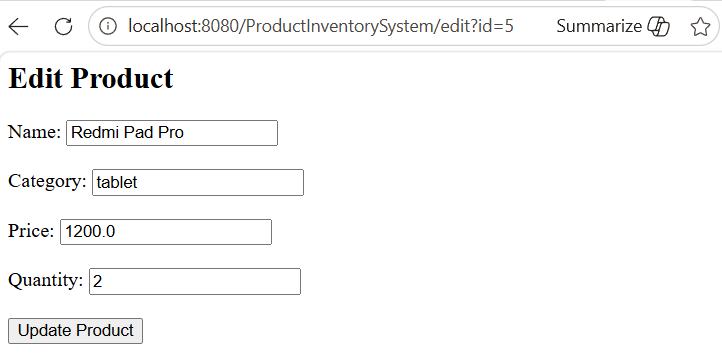 localhost:8080/ProductInventorySystem/edit?id=5 Summarize
Edit Product
Name: Redmi Pad Pro
Category: tablet
Price: 1200.0
Quantity: 2
Update Product